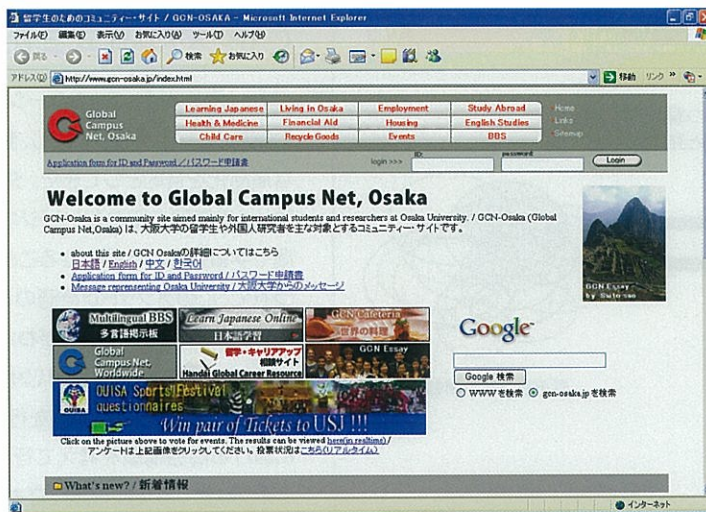 留学生のためのコミュニティー・サイト / GCN-OSAKA - Microsoft Internet Explorer
ファイル(F) 編集(E) 表示(V) お気に入り(A) ツール(T) ヘルプ(H)
戻る 検索 お気に入り
アドレス(D) http://www.gcn-osaka.jp/index.html 移動 リンク »
Global Campus Net, Osaka
Learning Japanese Living in Osaka Employment Study Abroad Home
Health & Medicine Financial Aid Housing English Studies Links
Child Care Recycle Goods Events BBS Sitemap
Application form for ID and Password／パスワード申請書 login >>> ID: password: Login
Welcome to Global Campus Net, Osaka
GCN-Osaka is a community site aimed mainly for international students and researchers at Osaka University. / GCN-Osaka (Global
Campus Net,Osaka) は、大阪大学の留学生や外国人研究者を主な対象とするコミュニティー・サイトです。
• about this site / GCN Osakaの詳細についてはこちら
日本語 / English / 中文 / 한국어
• Application form for ID and Password / パスワード申請書
• Message reprensenting Osaka University / 大阪大学からのメッセージ
GCN Essay
by
Multilingual BBS
多言語掲示板
Learn Japanese Online
日本語学習
GCN Cafeteria
世界の料理
Global
Campus Net,
Worldwide
留学・キャリアアップ
相談サイト
Handai Global Career Resource
GCN Essay
OUISA
OUISA Sports Festival
questionnaires
Win pair of Tickets to USJ !!!
Click on the picture above to vote for events. The results can be viewed here(in realtime) /
アンケートは上記画像をクリックしてください。投票状況はこちら(リアルタイム)
Google
Google 検索
WWW を検索 gcn-osaka.jp を検索
What's new? / 新着情報
インターネット